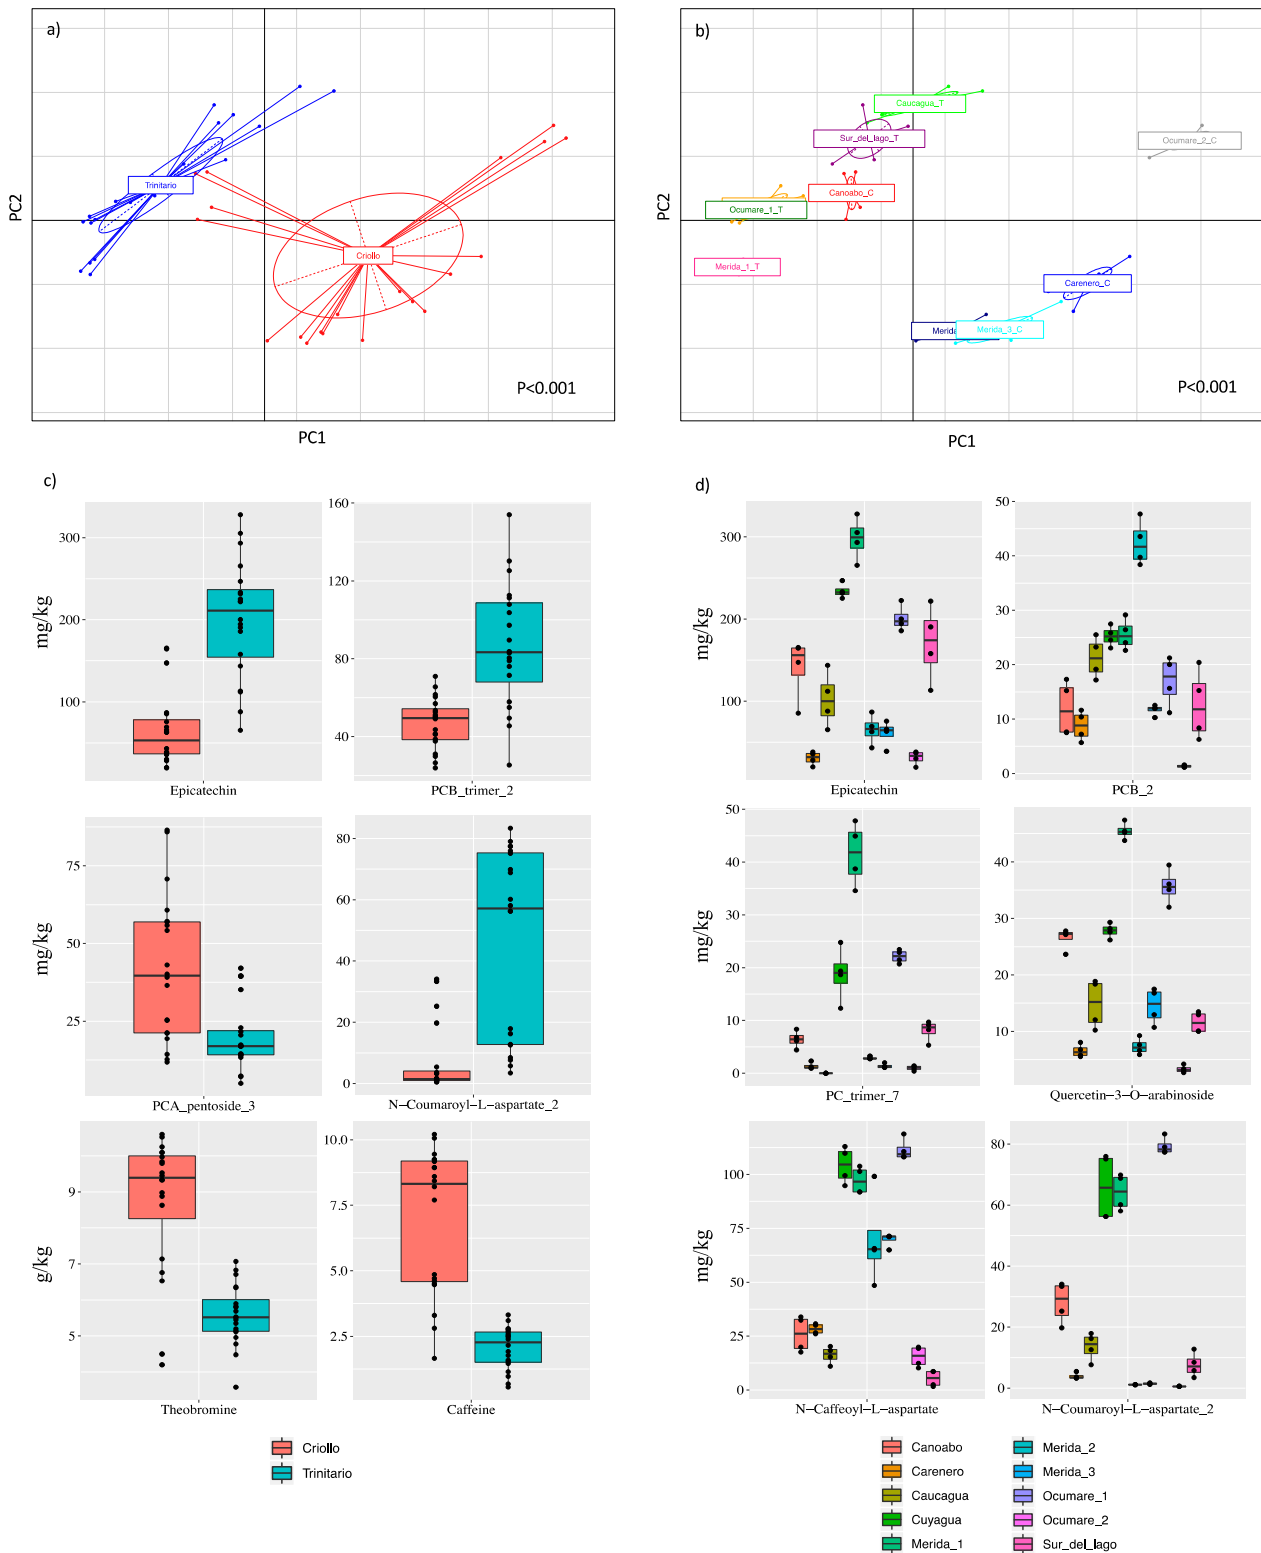 a)
Trinitario
Criollo
P<0.001
PC2
PC1
b)
Caucagua_T
Sur_del_lago_T
Ocumare_2_C
Canoabo_C
Ocumare_1_T
Merida_1_T
Carenero_C
Merida
Merida_3_C
P<0.001
PC2
PC1
c)
mg/kg
300
200
100
Epicatechin
160
120
80
40
PCB_trimer_2
mg/kg
75
50
25
PCA_pentoside_3
80
60
40
20
0
N−Coumaroyl−L−aspartate_2
g/kg
9
7
5
Theobromine
10.0
7.5
5.0
2.5
Caffeine
Criollo
Trinitario
d)
mg/kg
300
200
100
Epicatechin
50
40
30
20
10
0
PCB_2
mg/kg
50
40
30
20
10
0
PC_trimer_7
40
30
20
10
Quercetin−3−O−arabinoside
mg/kg
100
75
50
25
0
N−Caffeoyl−L−aspartate
80
60
40
20
0
N−Coumaroyl−L−aspartate_2
Canoabo
Carenero
Caucagua
Cuyagua
Merida_1
Merida_2
Merida_3
Ocumare_1
Ocumare_2
Sur_del_lago